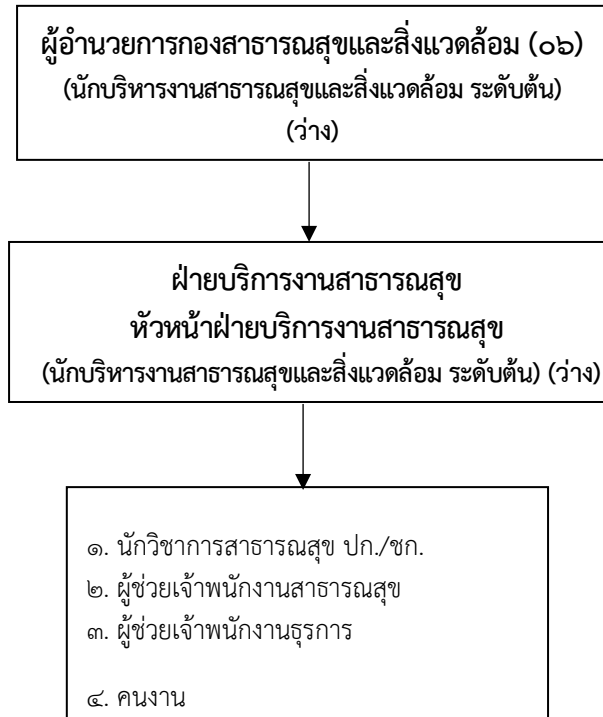 ผู้อำนวยการกองสาธารณสุขและสิ่งแวดล้อม (๐๖)
(นักบริหารงานสาธารณสุขและสิ่งแวดล้อม ระดับต้น)
(ว่าง)
ฝ่ายบริการงานสาธารณสุข
หัวหน้าฝ่ายบริการงานสาธารณสุข
(นักบริหารงานสาธารณสุขและสิ่งแวดล้อม ระดับต้น) (ว่าง)
๑. นักวิชาการสาธารณสุข ปก./ชก.
๒. ผู้ช่วยเจ้าพนักงานสาธารณสุข
๓. ผู้ช่วยเจ้าพนักงานธุรการ
๔. คนงาน